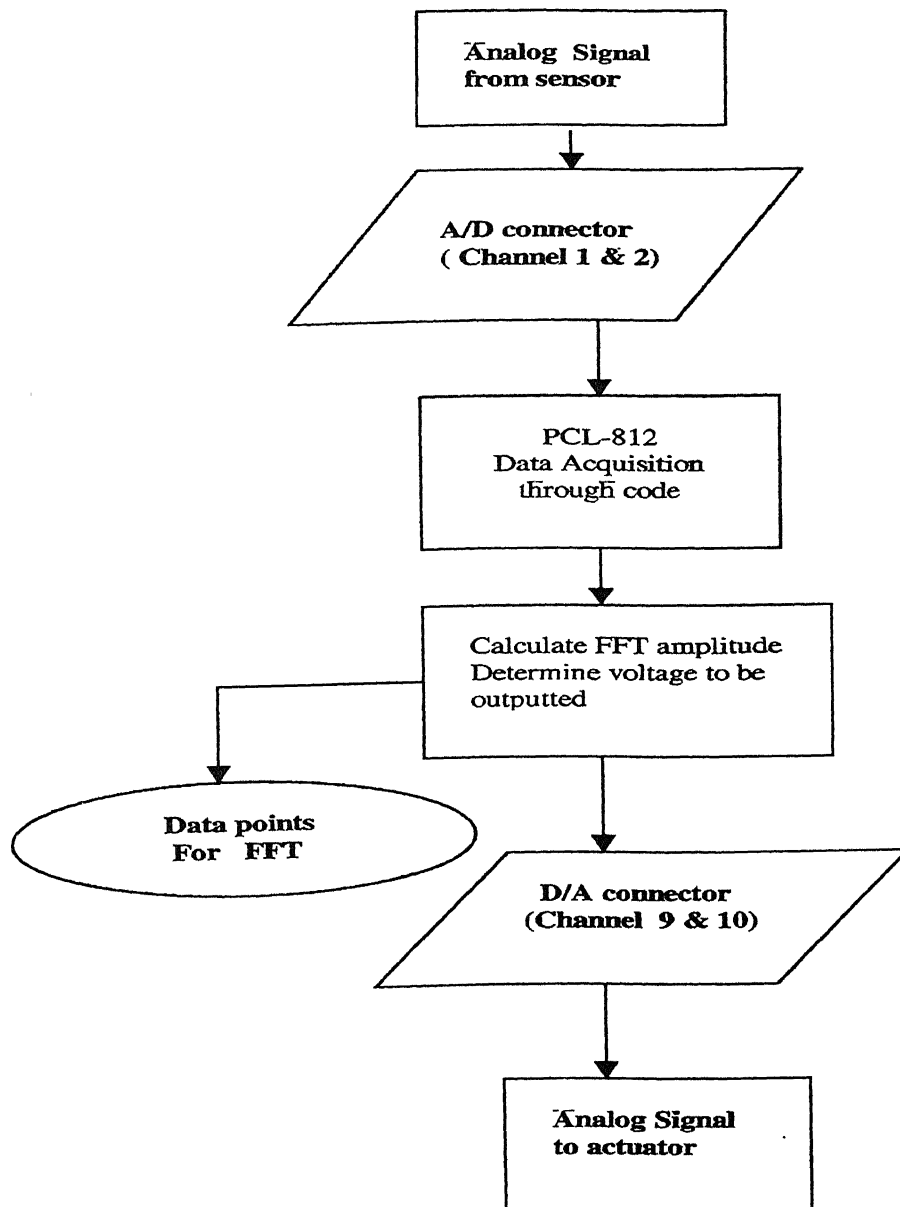 Analog Signal
from sensor
A/D connector
( Channel 1 & 2)
PCL-812
Data Acquisition
through code
Calculate FFT amplitude
Determine voltage to be
outputted
Data points
For FFT
D/A connector
(Channel 9 & 10)
Analog Signal
to actuator